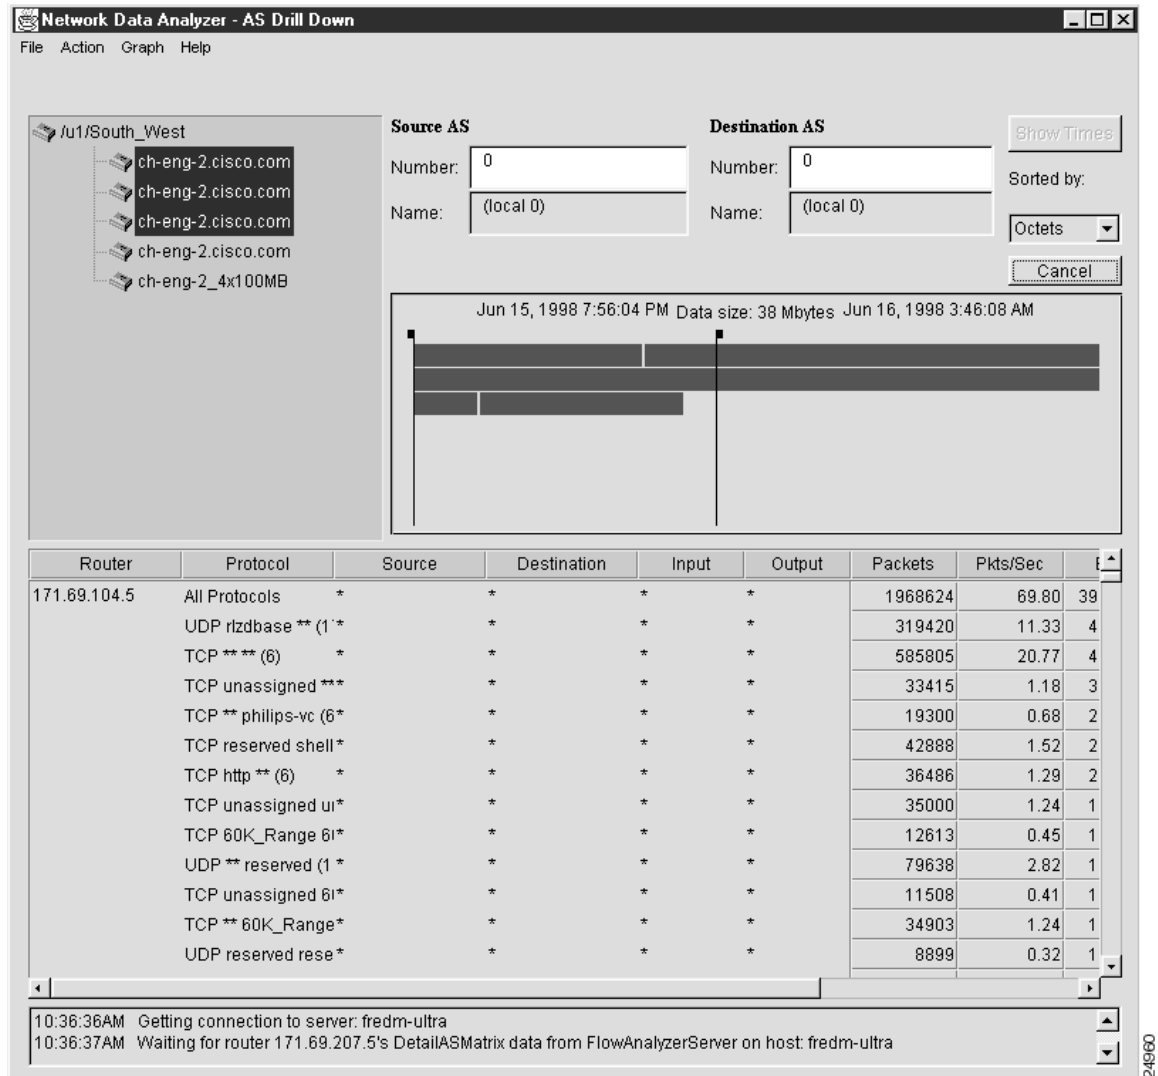 Network Data Analyzer - AS Drill Down
File Action Graph Help
/u1/South_West
ch-eng-2.cisco.com
ch-eng-2.cisco.com
ch-eng-2.cisco.com
ch-eng-2.cisco.com
ch-eng-2_4x100MB
Source AS
Number: 0
Name: (local 0)
Destination AS
Number: 0
Name: (local 0)
Show Times
Sorted by:
Octets
Cancel
Jun 15, 1998 7:56:04 PM Data size: 38 Mbytes Jun 16, 1998 3:46:08 AM
Router Protocol Source Destination Input Output Packets Pkts/Sec
171.69.104.5 All Protocols * * * * 1968624 69.80 39
UDP rlzdbase ** (1 * * * * 319420 11.33 4
TCP ** ** (6) * * * * 585805 20.77 4
TCP unassigned ** * * * * 33415 1.18 3
TCP ** philips-vc (6 * * * * 19300 0.68 2
TCP reserved shell * * * * 42888 1.52 2
TCP http ** (6) * * * * 36486 1.29 2
TCP unassigned * * * * 35000 1.24 1
TCP 60K_Range * * * * 12613 0.45 1
UDP ** reserved (1 * * * * 79638 2.82 1
TCP unassigned * * * * 11508 0.41 1
TCP ** 60K_Range * * * * 34903 1.24 1
UDP reserved rese * * * * 8899 0.32 1
10:36:36AM Getting connection to server: fredm-ultra
10:36:37AM Waiting for router 171.69.207.5's DetailASMatrix data from FlowAnalyzerServer on host: fredm-ultra
24960